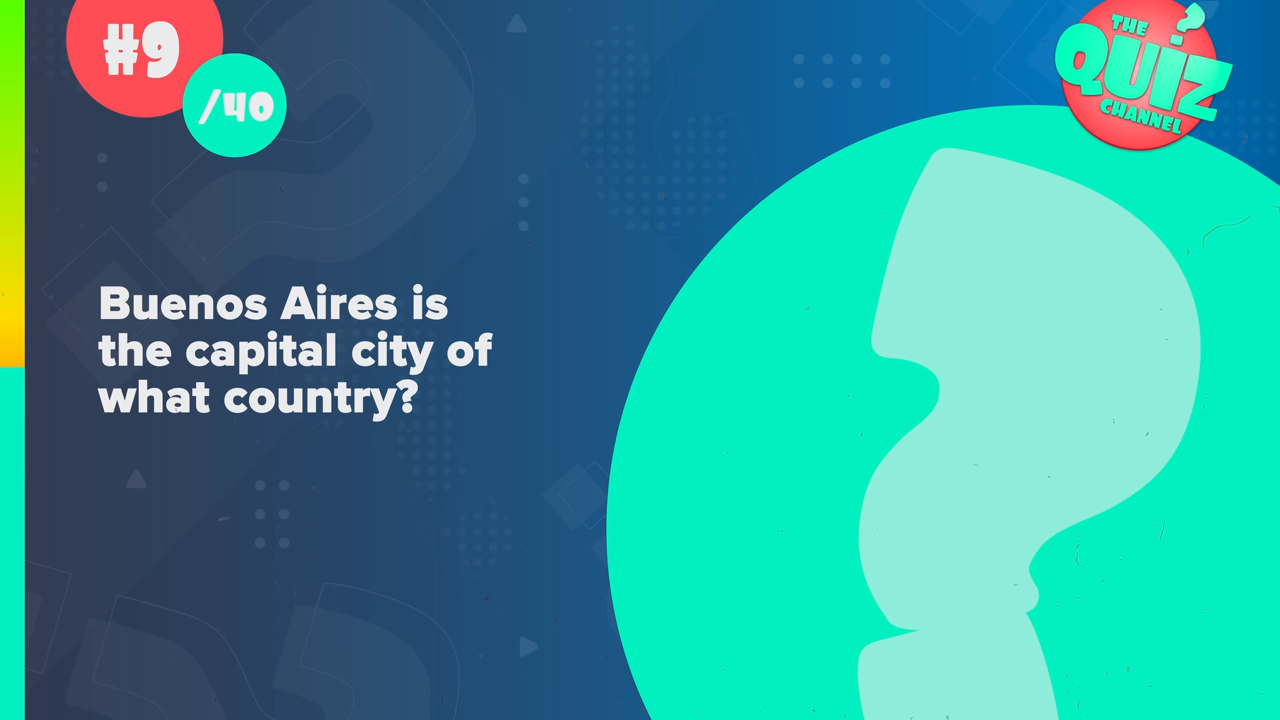 #9
/40
THE
QUIZ
CHANNEL
Buenos Aires is
the capital city of
what country?